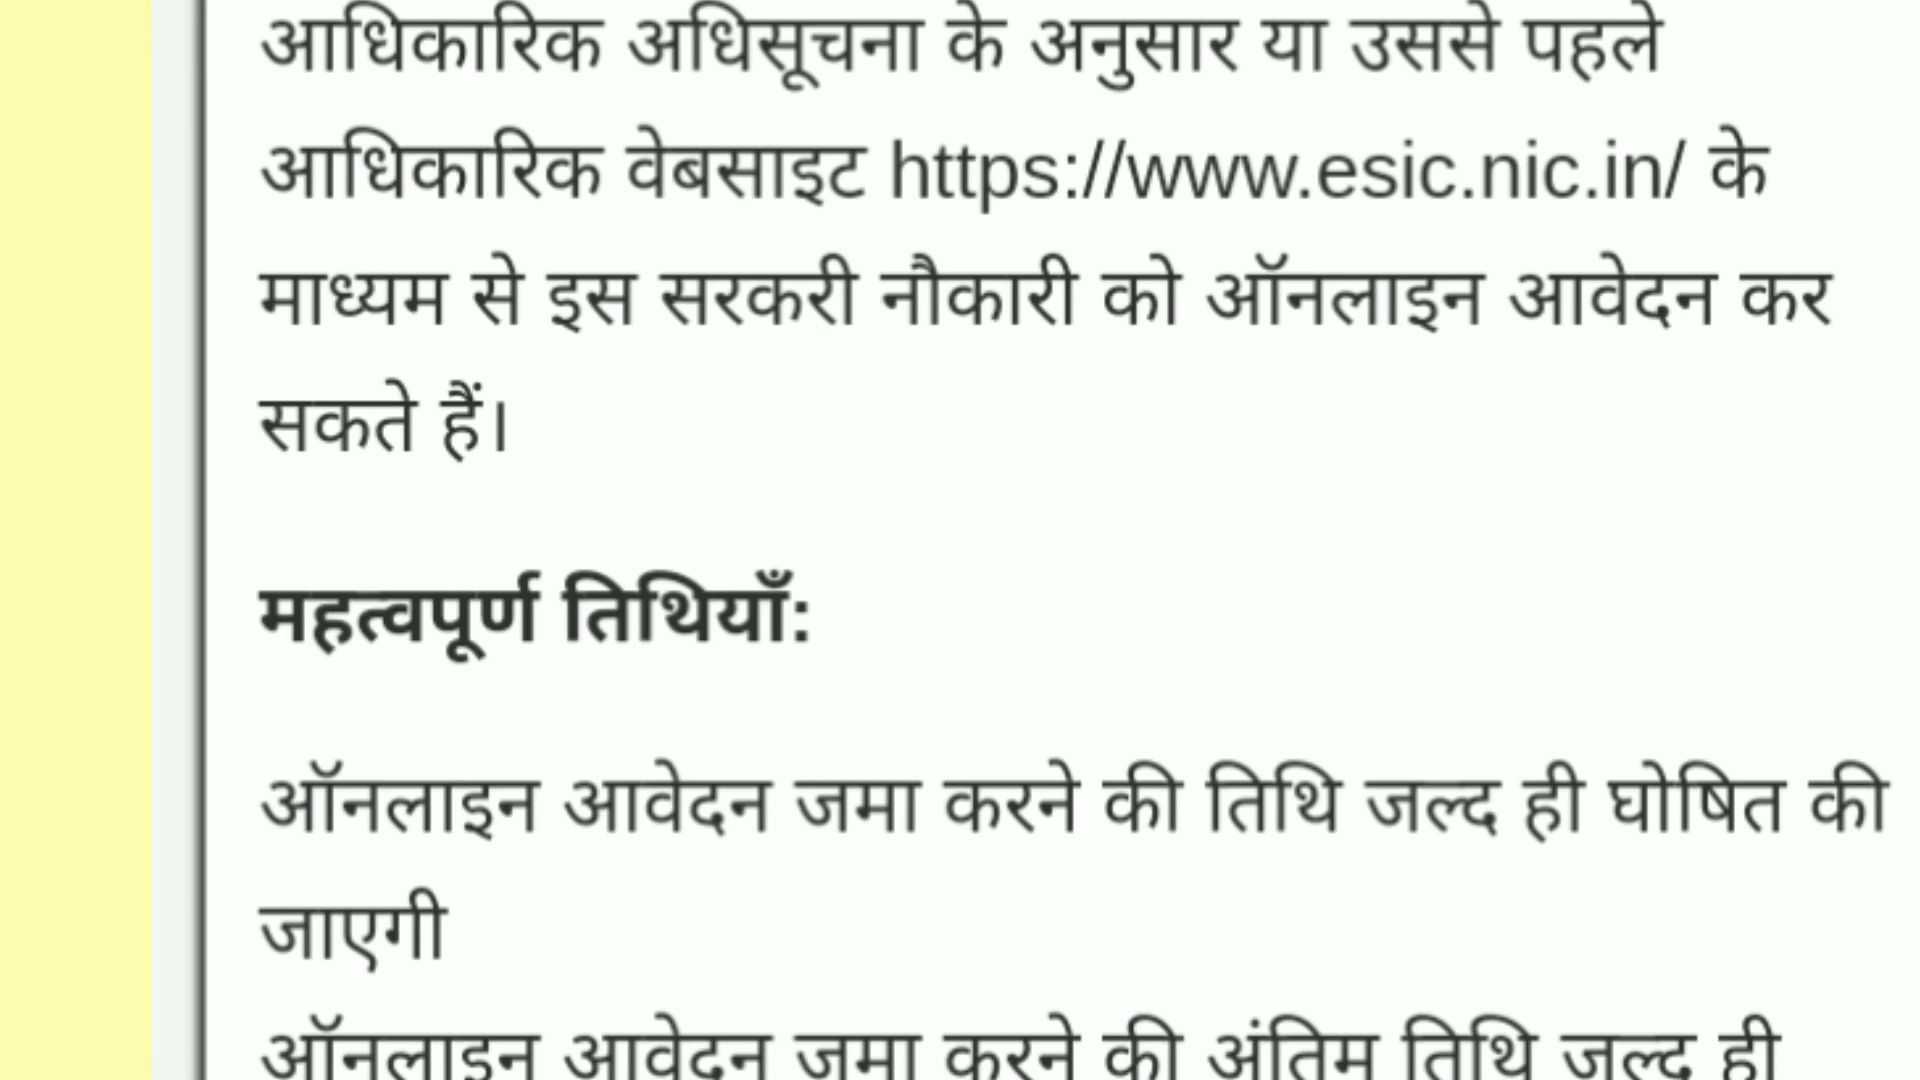 आधिकारिक अधिसूचना के अनुसार या उससे पहले
आधिकारिक वेबसाइट https://www.esic.nic.in/ के
माध्यम से इस सरकरी नौकारी को ऑनलाइन आवेदन कर
सकते हैं।
महत्वपूर्ण तिथियाँ:
ऑनलाइन आवेदन जमा करने की तिथि जल्द ही घोषित की
जाएगी
ऑनलाइन आवेदन जमा करने की अंतिम तिथि जल्द ही